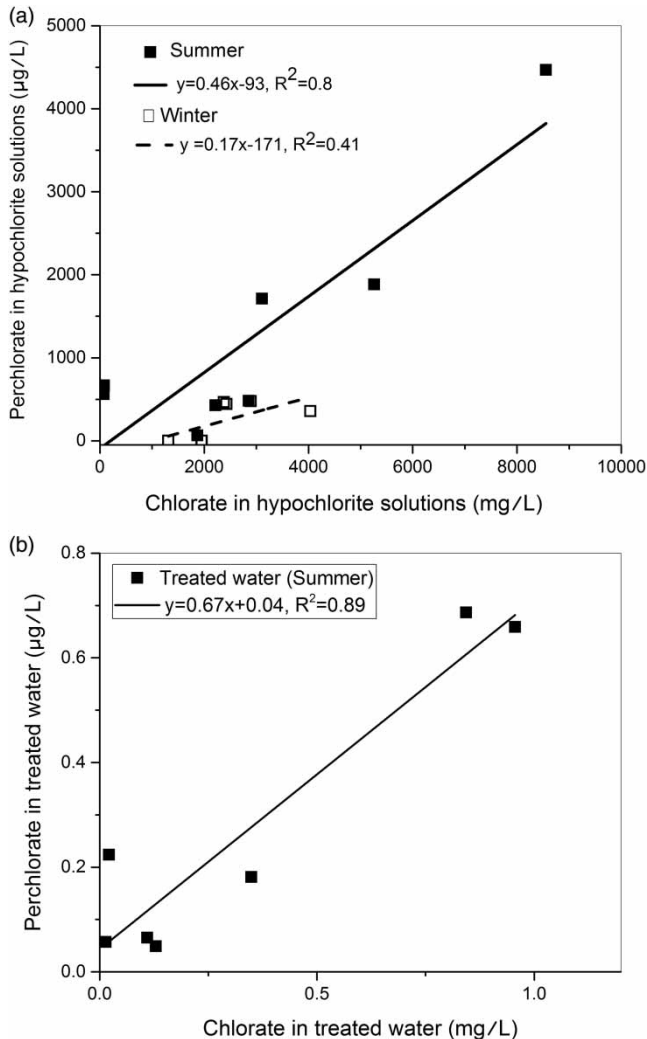 (a)
5000
4000
3000
2000
1000
0
Perchlorate in hypochlorite solutions (µg/L)
Summer
y=0.46x-93, R²=0.8
Winter
y =0.17x-171, R²=0.41
0 2000 4000 6000 8000 10000
Chlorate in hypochlorite solutions (mg/L)
(b)
0.8
0.6
0.4
0.2
0.0
Perchlorate in treated water (µg/L)
Treated water (Summer)
y=0.67x+0.04, R²=0.89
0.0 0.5 1.0
Chlorate in treated water (mg/L)